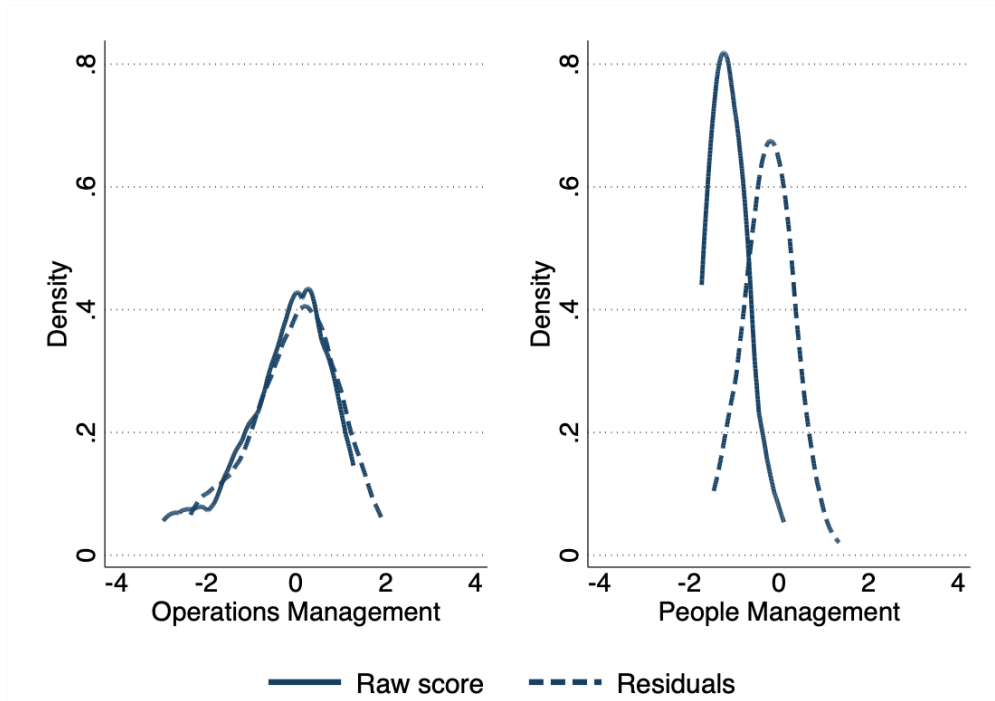 Density
.8
.6
.4
.2
0
-4 -2 0 2 4
Operations Management
Density
.8
.6
.4
.2
0
-4 -2 0 2 4
People Management
Raw score Residuals